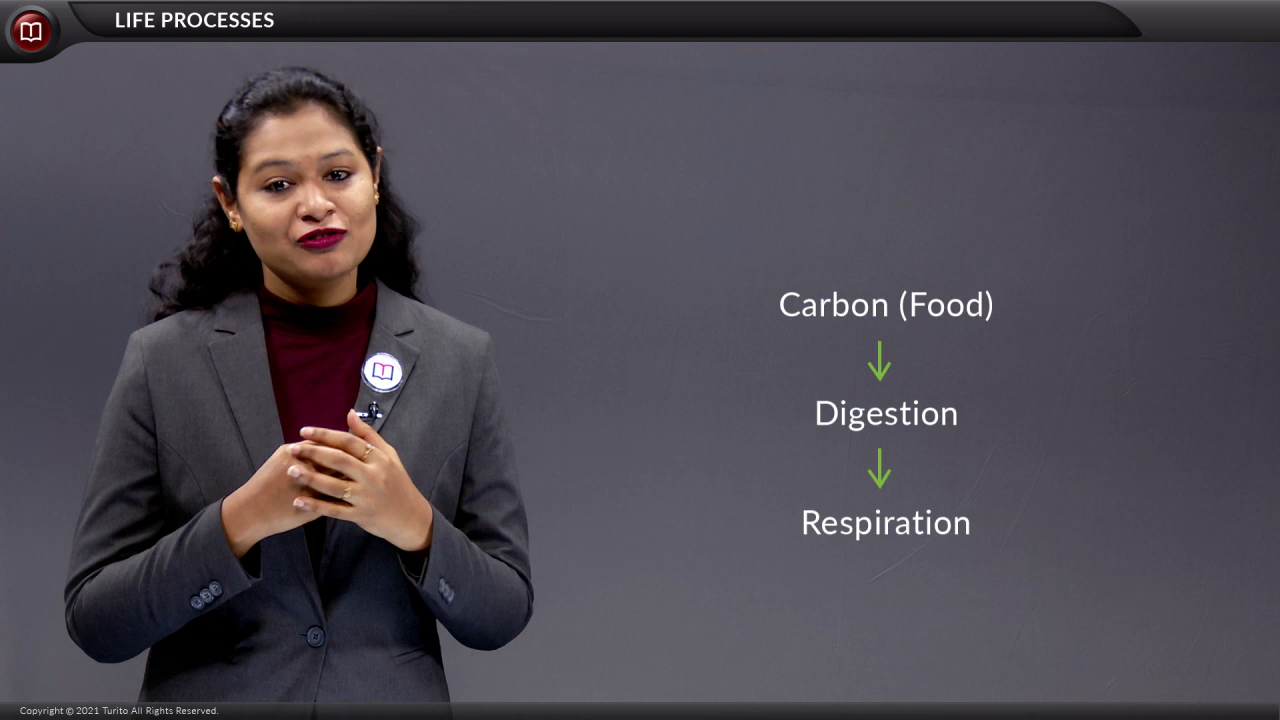 LIFE PROCESSES
Carbon (Food)
Digestion
Respiration
Copyright © 2021 Turito All Rights Reserved.